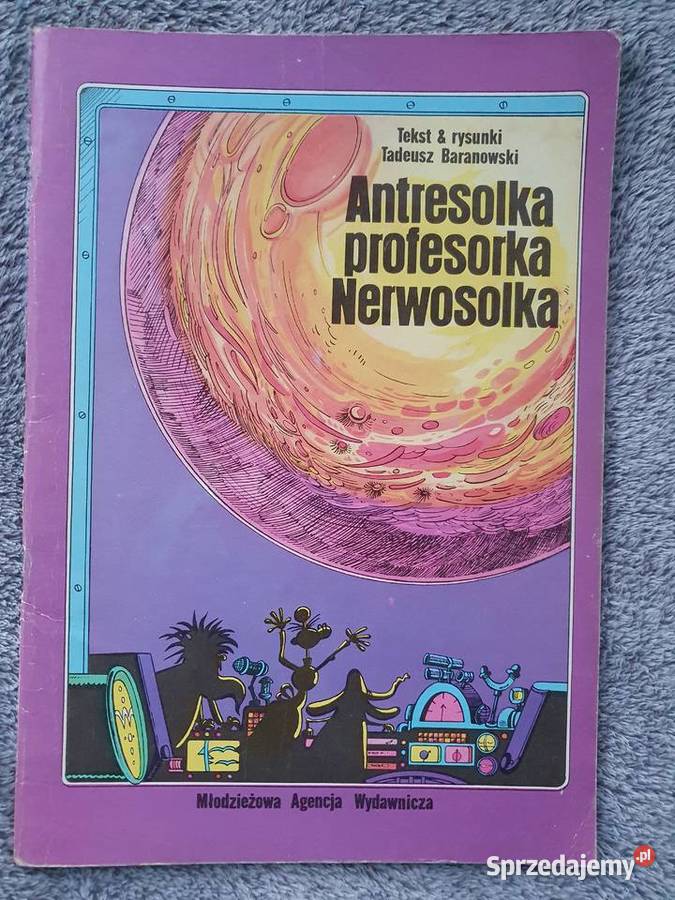 Tekst & rysunki
Tadeusz Baranowski
Antresolka
profesorka
Nerwosolka
Młodzieżowa Agencja Wydawnicza
Sprzedajemy.pl